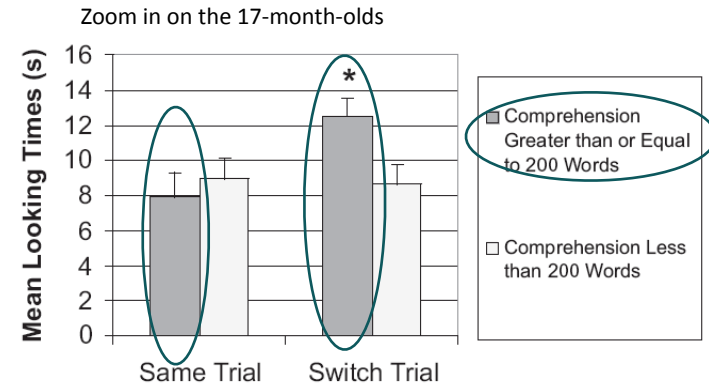 Zoom in on the 17-month-olds
Mean Looking Times (s)
16
14
12
10
8
6
4
2
0
*
Same Trial
Switch Trial
Comprehension
Greater than or Equal
to 200 Words
Comprehension Less
than 200 Words